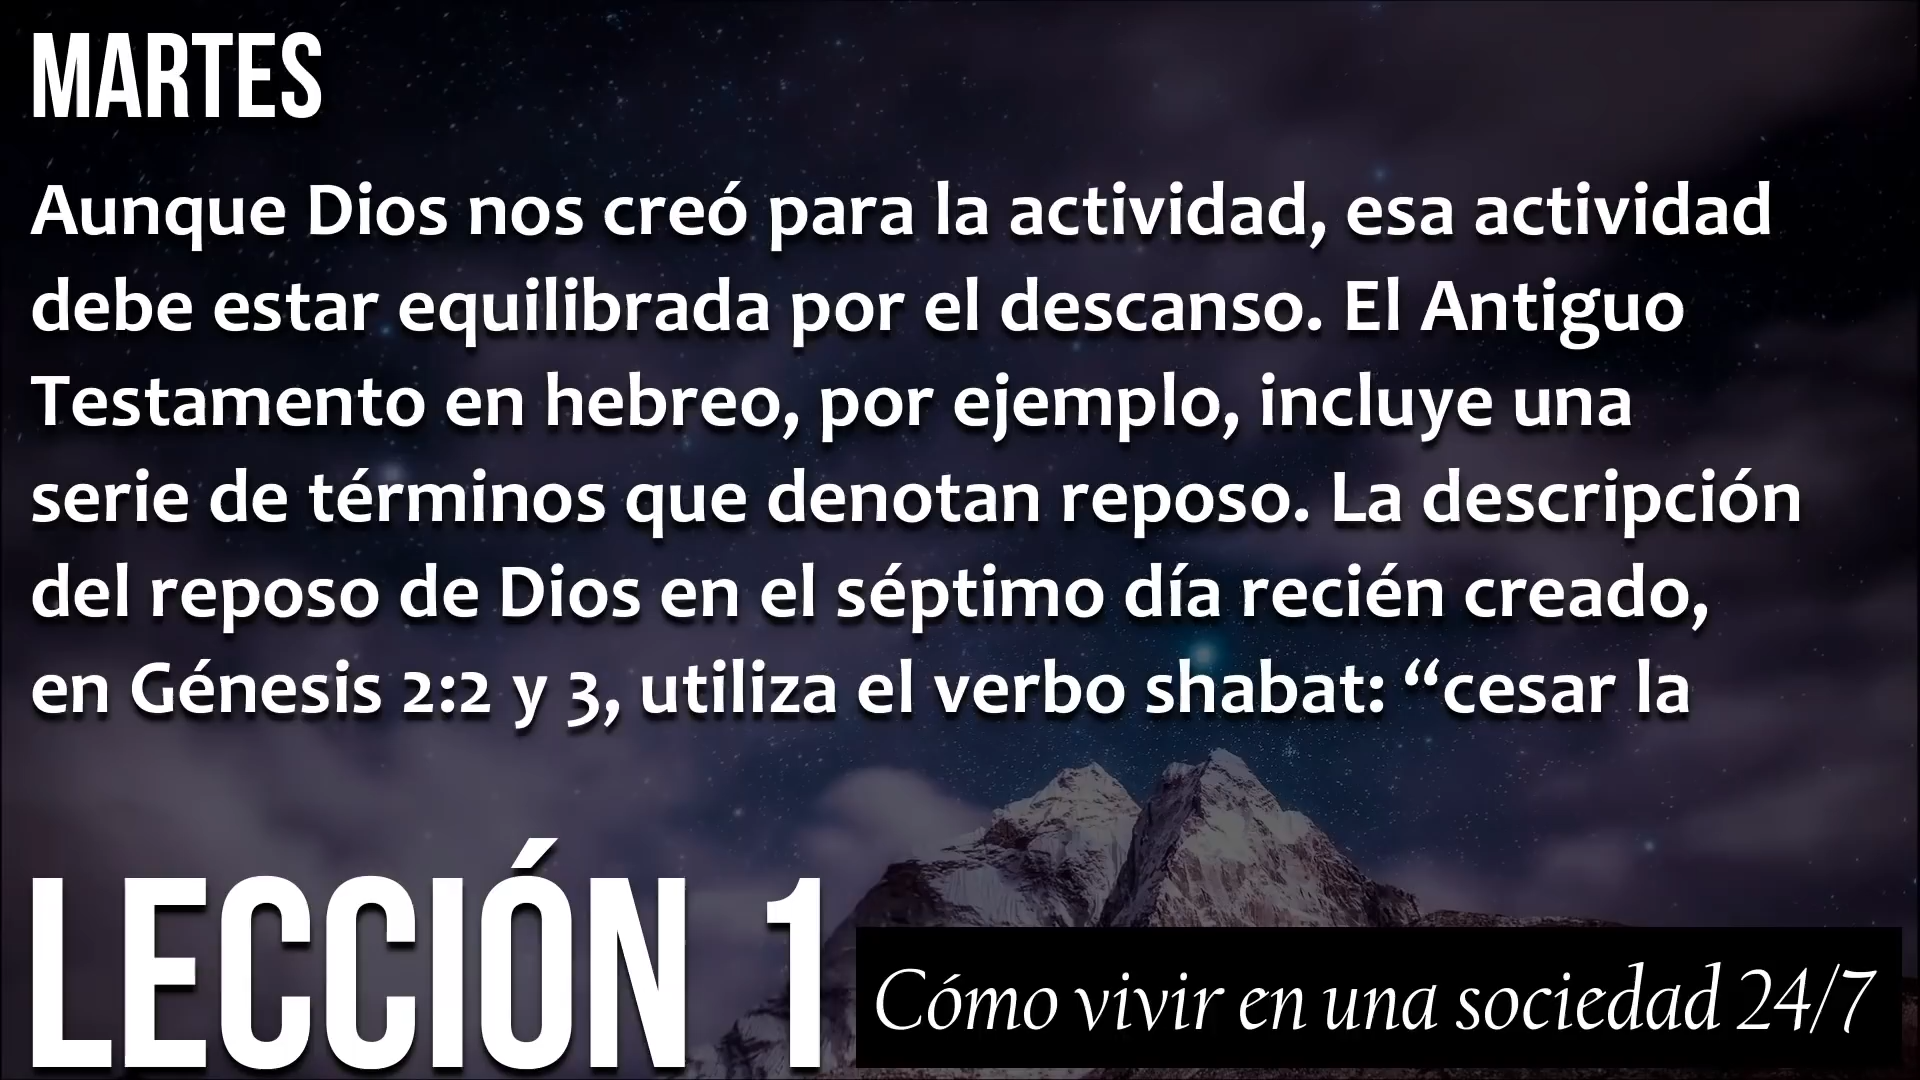 MARTES
Aunque Dios nos creó para la actividad, esa actividad
debe estar equilibrada por el descanso. El Antiguo
Testamento en hebreo, por ejemplo, incluye una
serie de términos que denotan reposo. La descripción
del reposo de Dios en el séptimo día recién creado,
en Génesis 2:2 y 3, utiliza el verbo shabat: “cesar la
LECCIÓN 1
Cómo vivir en una sociedad 24/7